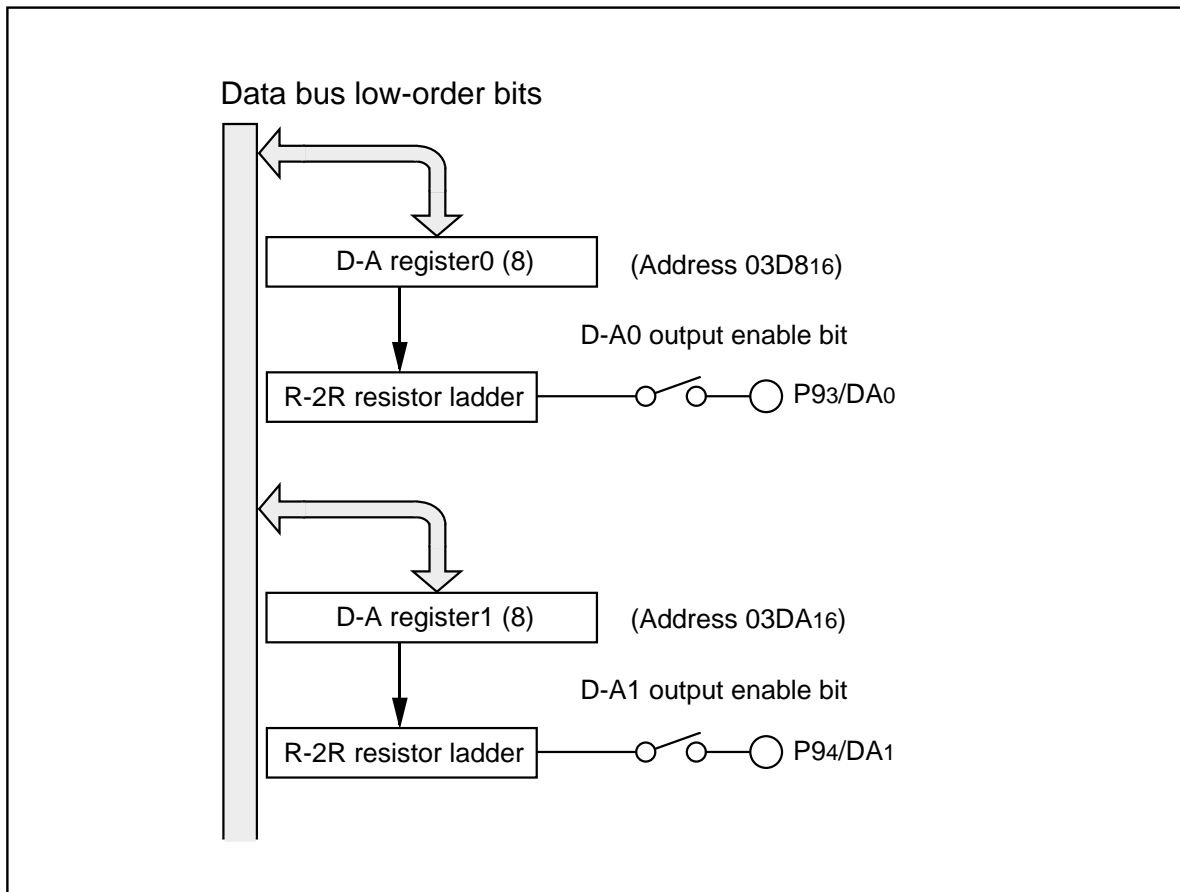 Data bus low-order bits
D-A register0 (8)
(Address 03D816)
D-A0 output enable bit
R-2R resistor ladder
P93/DA0
D-A register1 (8)
(Address 03DA16)
D-A1 output enable bit
R-2R resistor ladder
P94/DA1